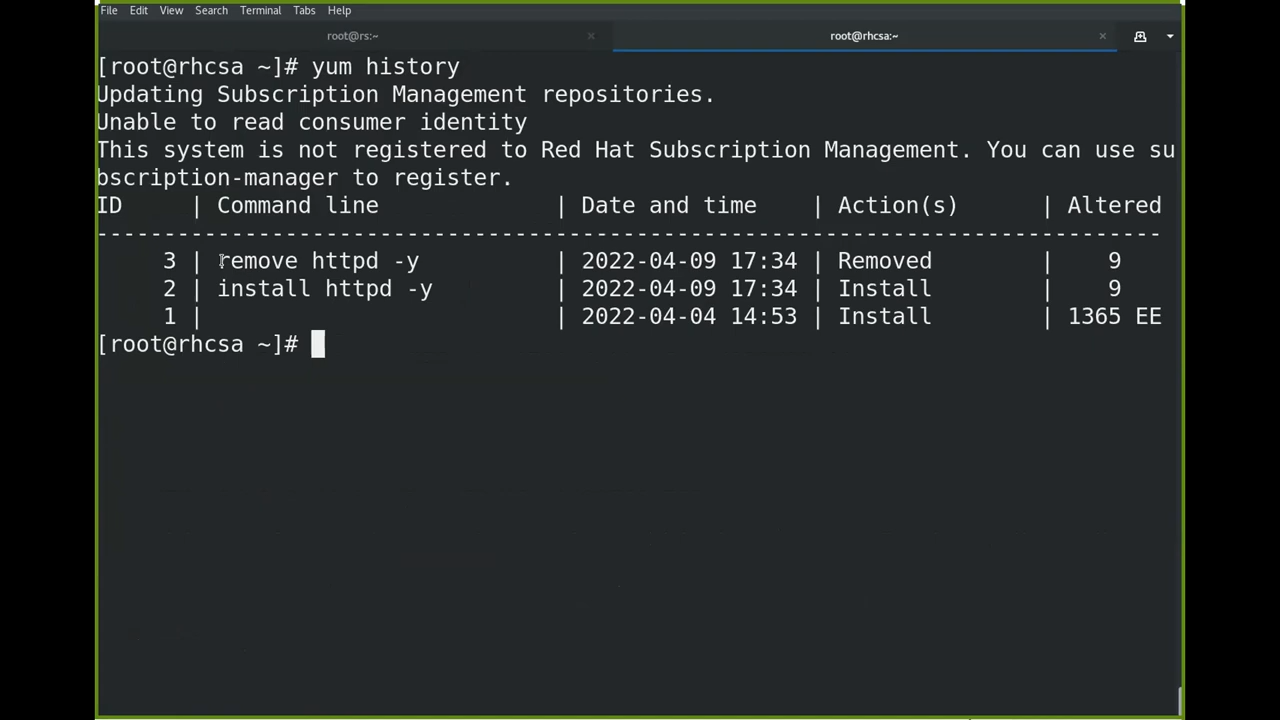 File Edit View Search Terminal Tabs Help
root@rs:~ × root@rhcsa:~ ×
[root@rhcsa ~]# yum history
Updating Subscription Management repositories.
Unable to read consumer identity
This system is not registered to Red Hat Subscription Management. You can use su
bscription-manager to register.
ID     | Command line             | Date and time    | Action(s)      | Altered
-------------------------------------------------------------------------------
     3 | remove httpd -y          | 2022-04-09 17:34 | Removed        |    9
     2 | install httpd -y         | 2022-04-09 17:34 | Install        |    9
     1 |                          | 2022-04-04 14:53 | Install        | 1365 EE
[root@rhcsa ~]#